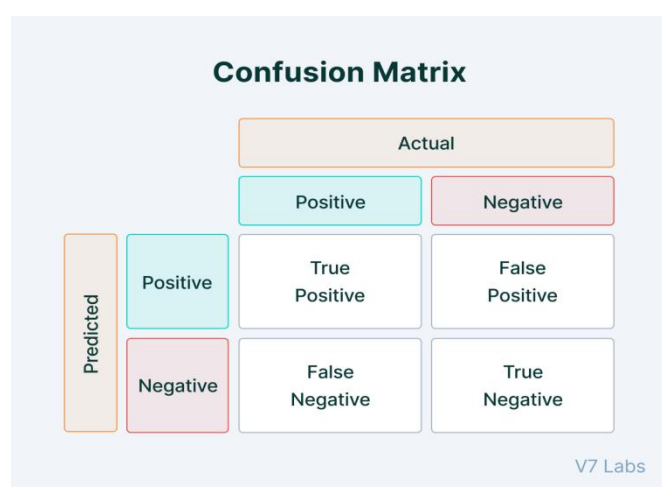 Confusion Matrix
Actual
Positive
Negative
Predicted
Positive
True
Positive
False
Positive
Negative
False
Negative
True
Negative
V7 Labs